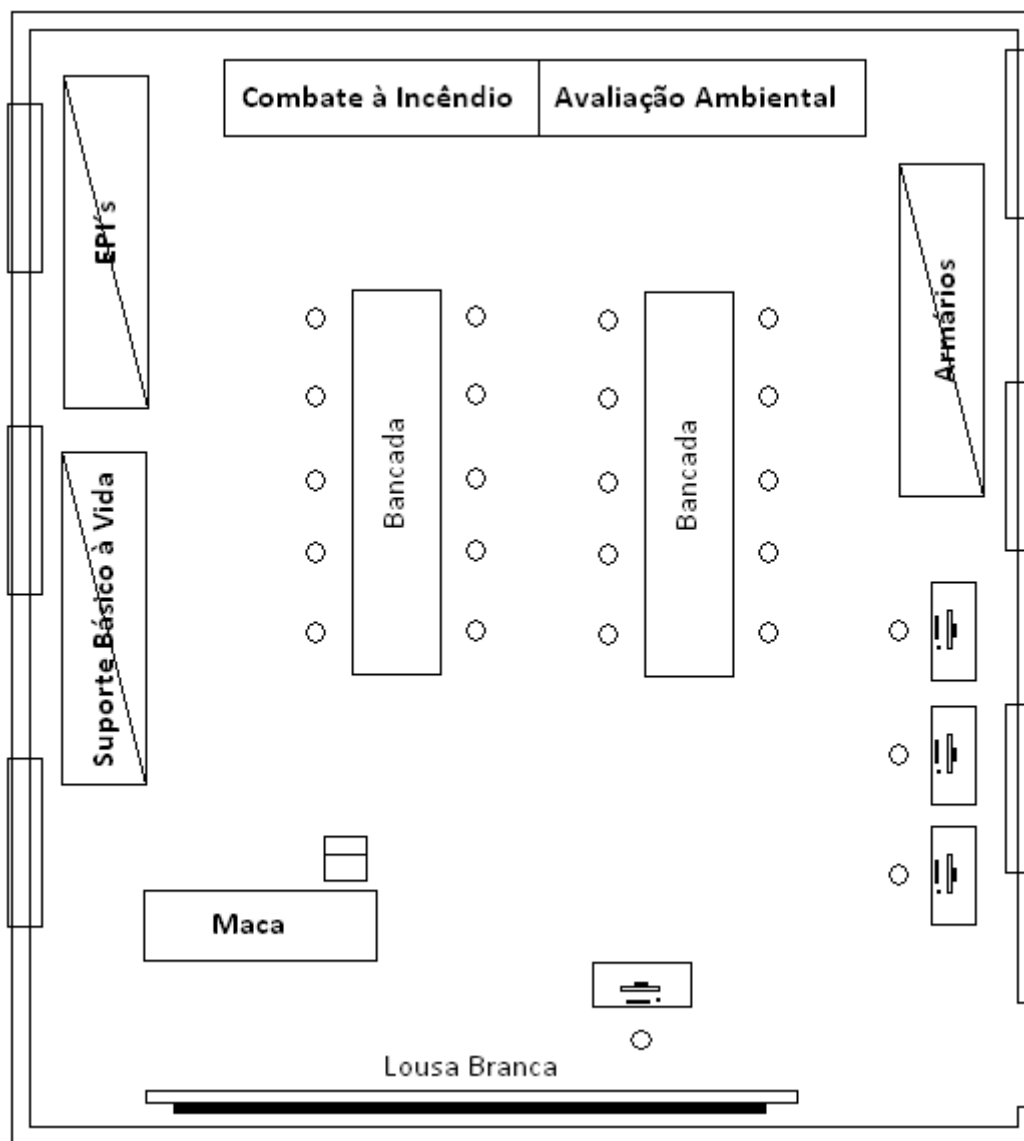 Combate à Incêndio
Avaliação Ambiental
EPI´s
Armários
Bancada
Bancada
Suporte Básico à Vida
Maca
Lousa Branca